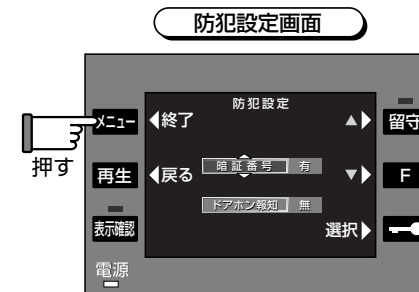 防犯設定画面
防犯設定
メニュー ◀終了 ▲▶ 留守
押す
再生 ◀戻る 暗証番号 有 ▼▶ F
ドアホン報知 無
表示確認 選択▶
電源